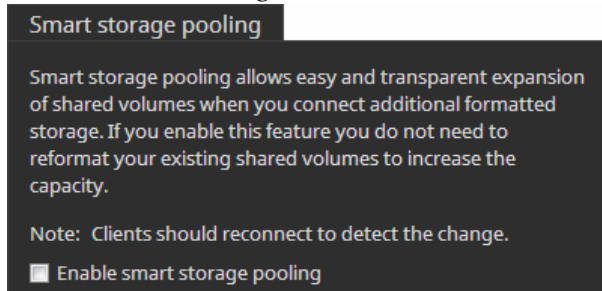 Smart storage pooling
Smart storage pooling allows easy and transparent expansion
of shared volumes when you connect additional formatted
storage. If you enable this feature you do not need to
reformat your existing shared volumes to increase the
capacity.
Note: Clients should reconnect to detect the change.
Enable smart storage pooling